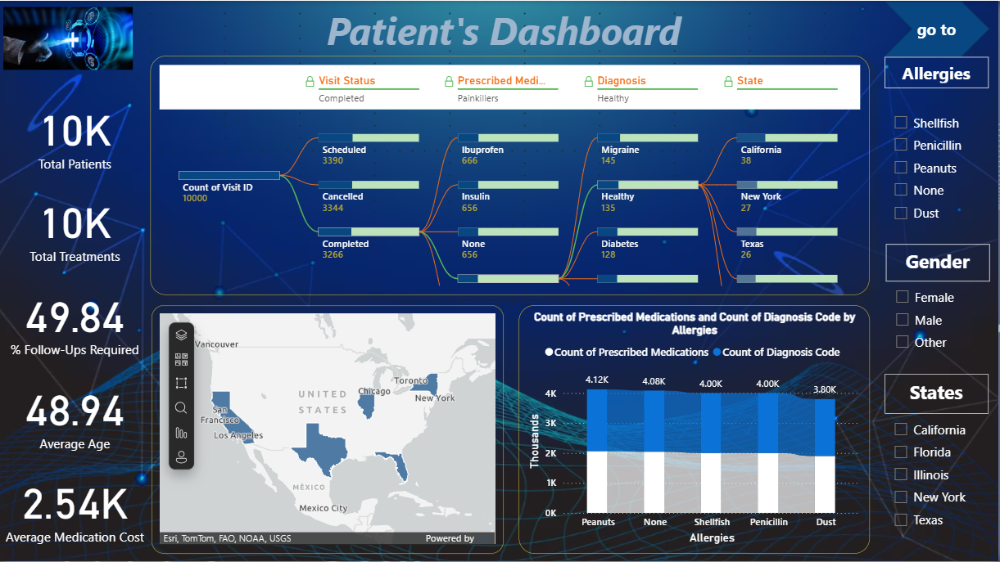 Patient's Dashboard
go to
10K
Total Patients
10K
Total Treatments
49.84
% Follow-Ups Required
48.94
Average Age
2.54K
Average Medication Cost
Visit Status
Completed
Prescribed Medi...
Painkillers
Diagnosis
Healthy
State
Count of Visit ID
10000
Scheduled
3390
Cancelled
3344
Completed
3266
Ibuprofen
666
Insulin
656
None
656
Migraine
145
Healthy
135
Diabetes
128
California
38
New York
27
Texas
26
Vancouver
UNITED
STATES
San
Francisco
Los Angeles
Chicago
Toronto
New York
MÉXICO
Mexico City
Esri, TomTom, FAO, NOAA, USGS
Powered by
Count of Prescribed Medications and Count of Diagnosis Code by
Allergies
Count of Prescribed Medications Count of Diagnosis Code
4.12K 4.08K 4.00K 4.00K 3.80K
Thousands
4K
3K
2K
1K
0K
Peanuts None Shellfish Penicillin Dust
Allergies
Allergies
Shellfish
Penicillin
Peanuts
None
Dust
Gender
Female
Male
Other
States
California
Florida
Illinois
New York
Texas